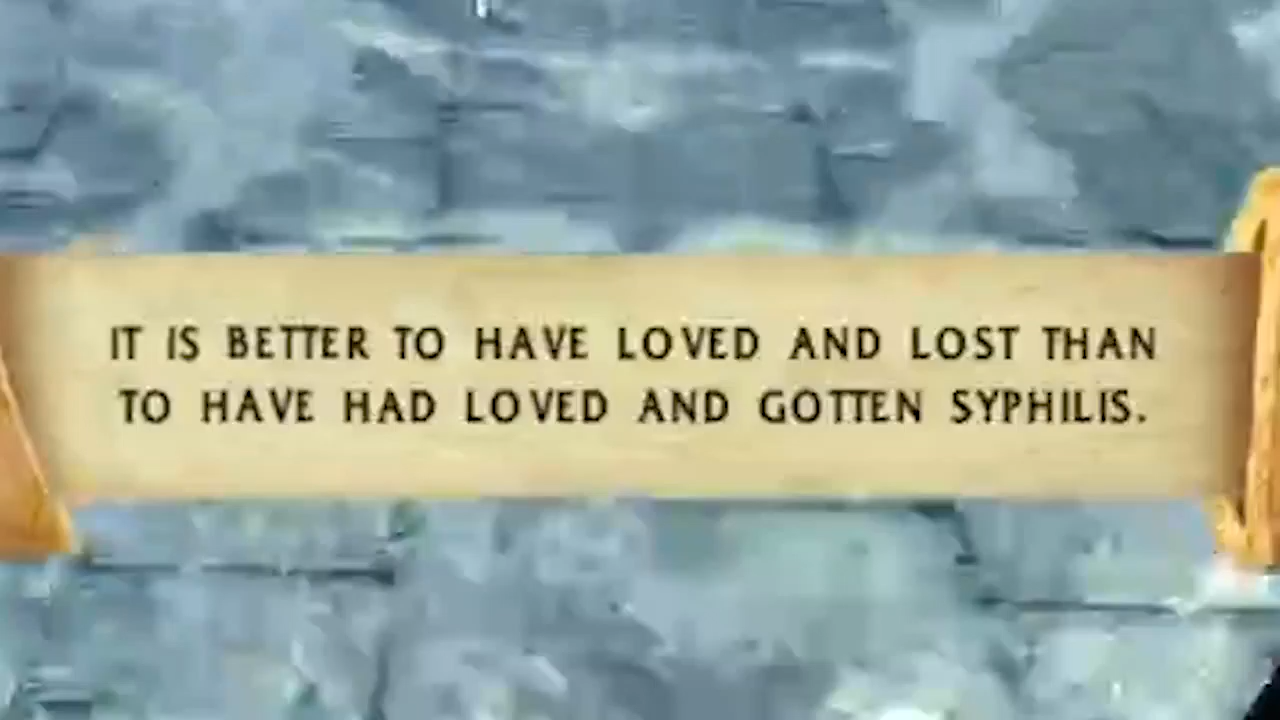 IT IS BETTER TO HAVE LOVED AND LOST THAN
TO HAVE HAD LOVED AND GOTTEN SYPHILIS.